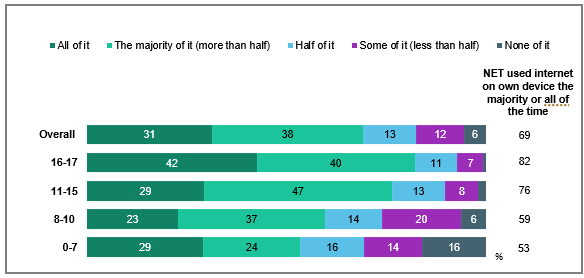 All of it The majority of it (more than half) Half of it Some of it (less than half) None of it
NET used internet
on own device the
majority or all of
the time
Overall 31 38 13 12 6 69
16-17 42 40 11 7 82
11-15 29 47 13 8 76
8-10 23 37 14 20 6 59
0-7 29 24 16 14 16 53
%